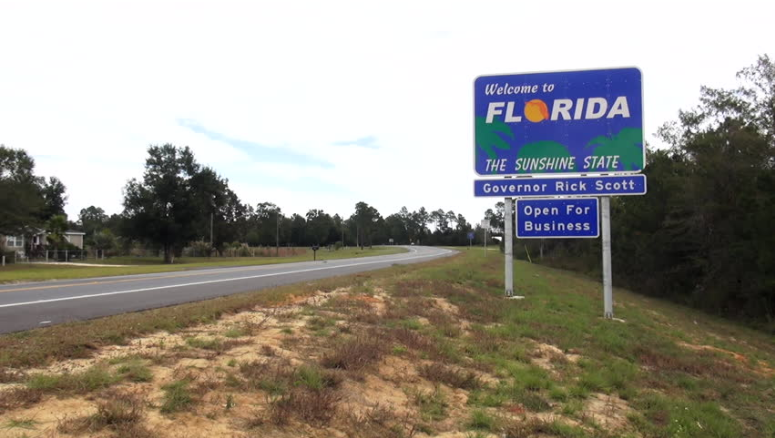 Welcome to
FLORIDA
THE SUNSHINE STATE
Governor Rick Scott
Open For
Business